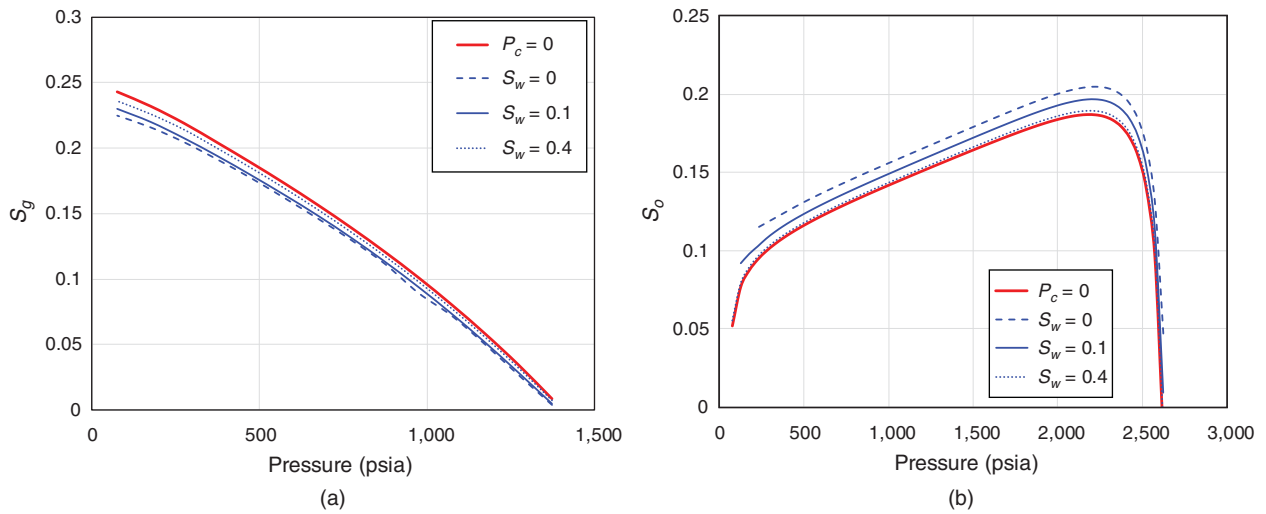 0.3
0.25
0.2
0.15
0.1
0.05
0
S_g
P_c = 0
S_w = 0
S_w = 0.1
S_w = 0.4
0 500 1,000 1,500
Pressure (psia)
(a)
0.25
0.2
0.15
0.1
0.05
0
S_o
P_c = 0
S_w = 0
S_w = 0.1
S_w = 0.4
0 500 1,000 1,500 2,000 2,500 3,000
Pressure (psia)
(b)